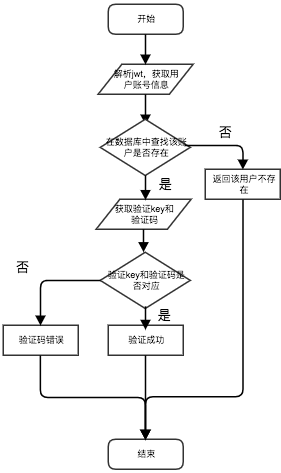 开始
解析jwt，获取用
户账号信息
在数据库中查找该账
户是否存在
否
是
返回该用户不存
在
获取验证key和
验证码
验证key和验证码是
否对应
否
是
验证码错误
验证成功
结束